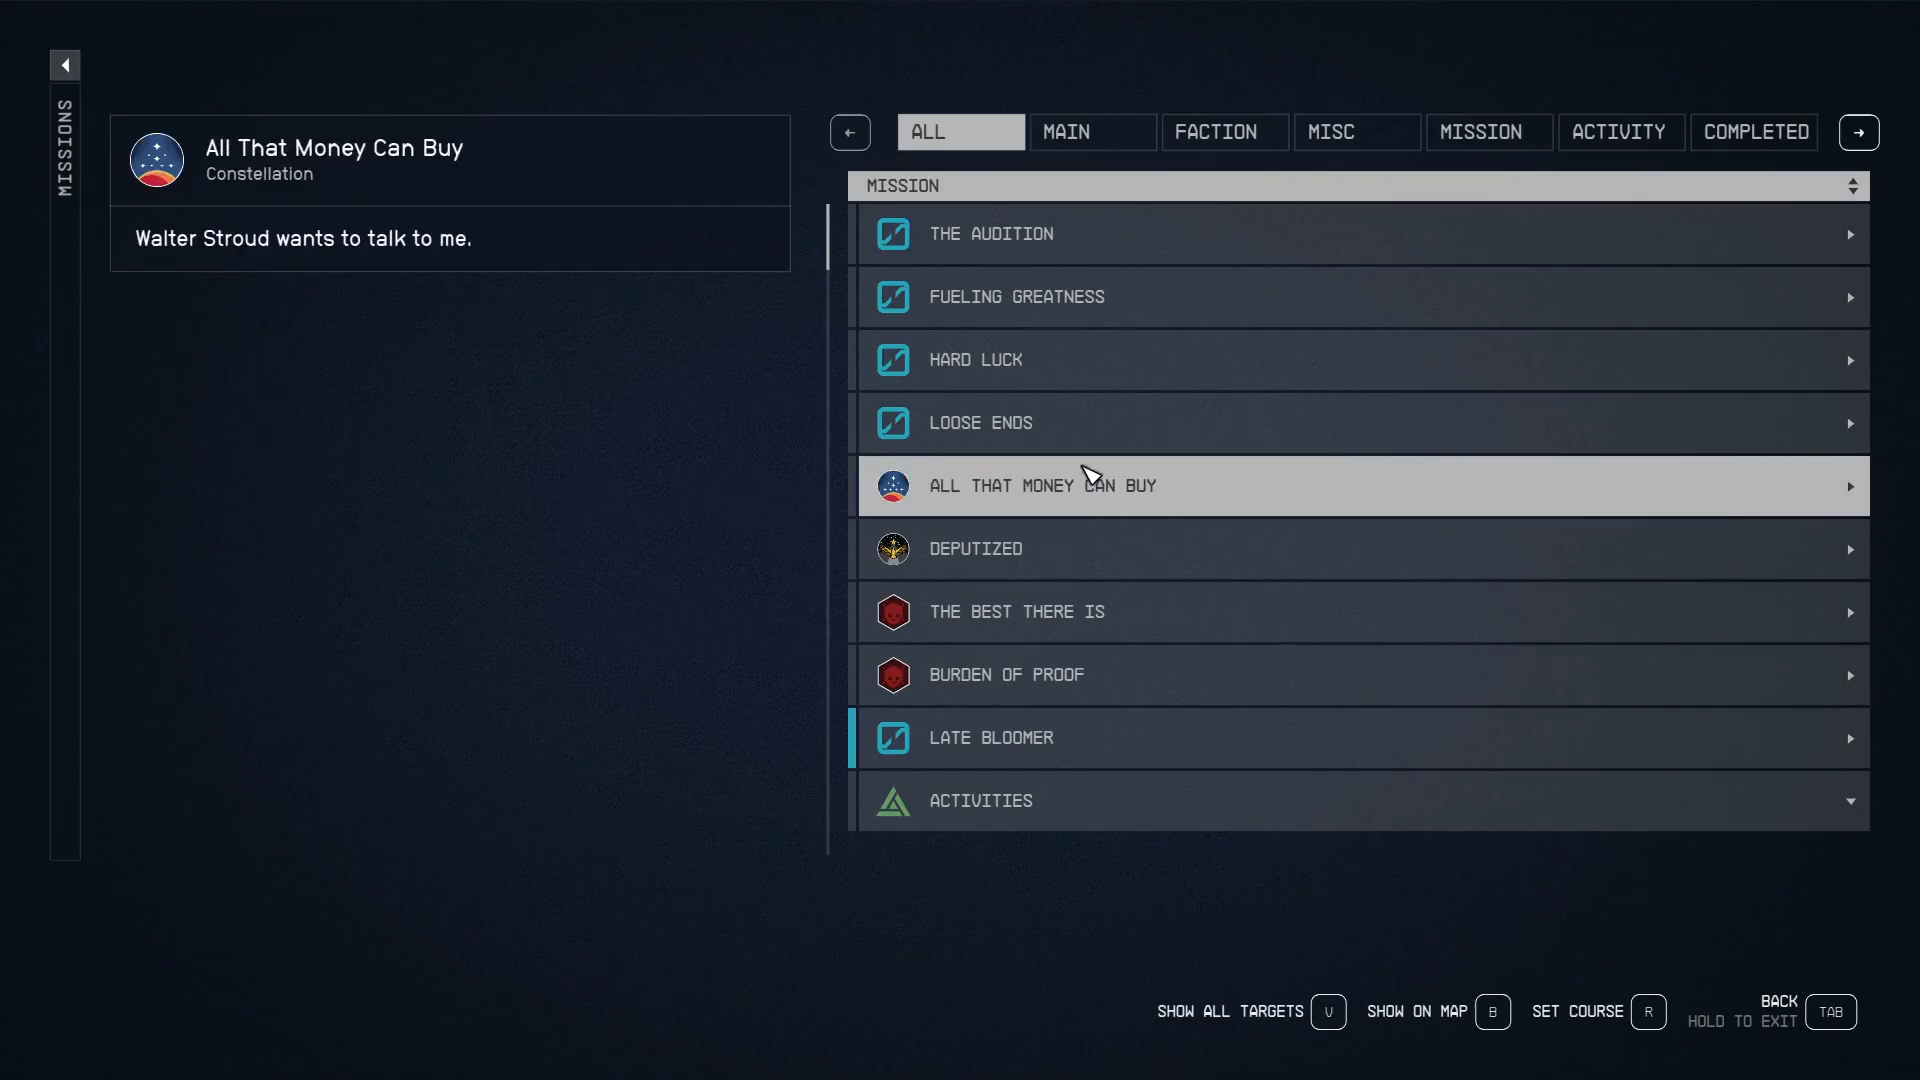 MISSIONS
All That Money Can Buy
Constellation
Walter Stroud wants to talk to me.
ALL MAIN FACTION MISC MISSION ACTIVITY COMPLETED
MISSION
THE AUDITION
FUELING GREATNESS
HARD LUCK
LOOSE ENDS
ALL THAT MONEY CAN BUY
DEPUTIZED
THE BEST THERE IS
BURDEN OF PROOF
LATE BLOOMER
ACTIVITIES
SHOW ALL TARGETS V SHOW ON MAP B SET COURSE R BACK TAB
HOLD TO EXIT